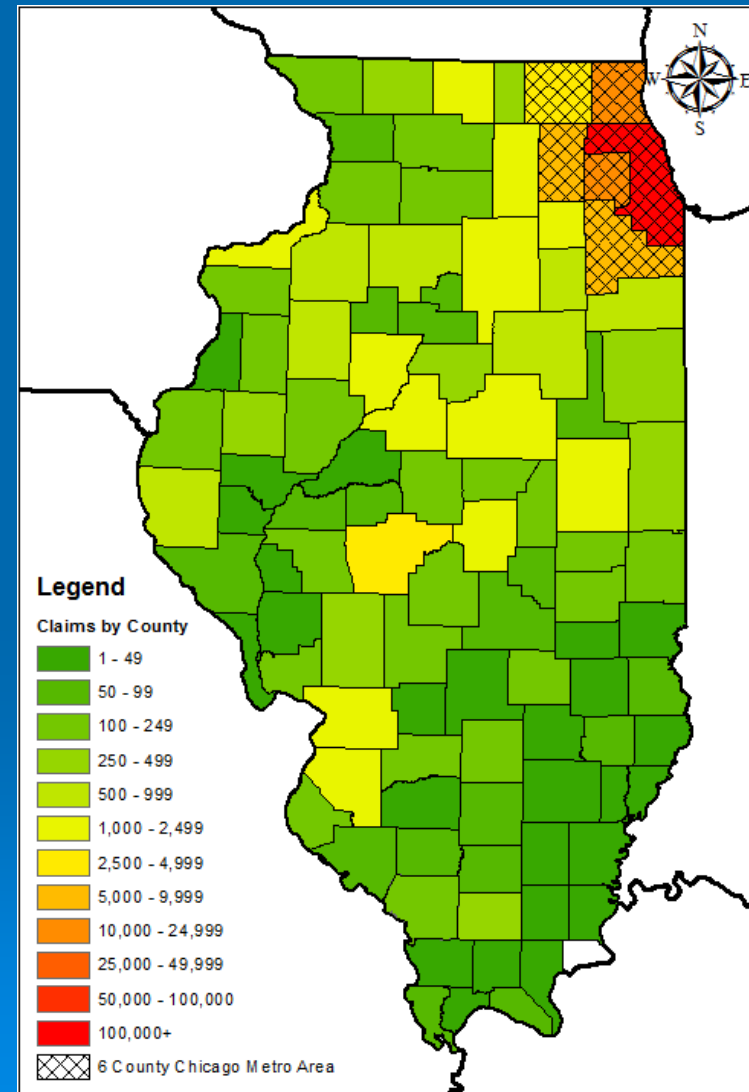 N
W E
S
Legend
Claims by County
1 - 49
50 - 99
100 - 249
250 - 499
500 - 999
1,000 - 2,499
2,500 - 4,999
5,000 - 9,999
10,000 - 24,999
25,000 - 49,999
50,000 - 100,000
100,000+
6 County Chicago Metro Area